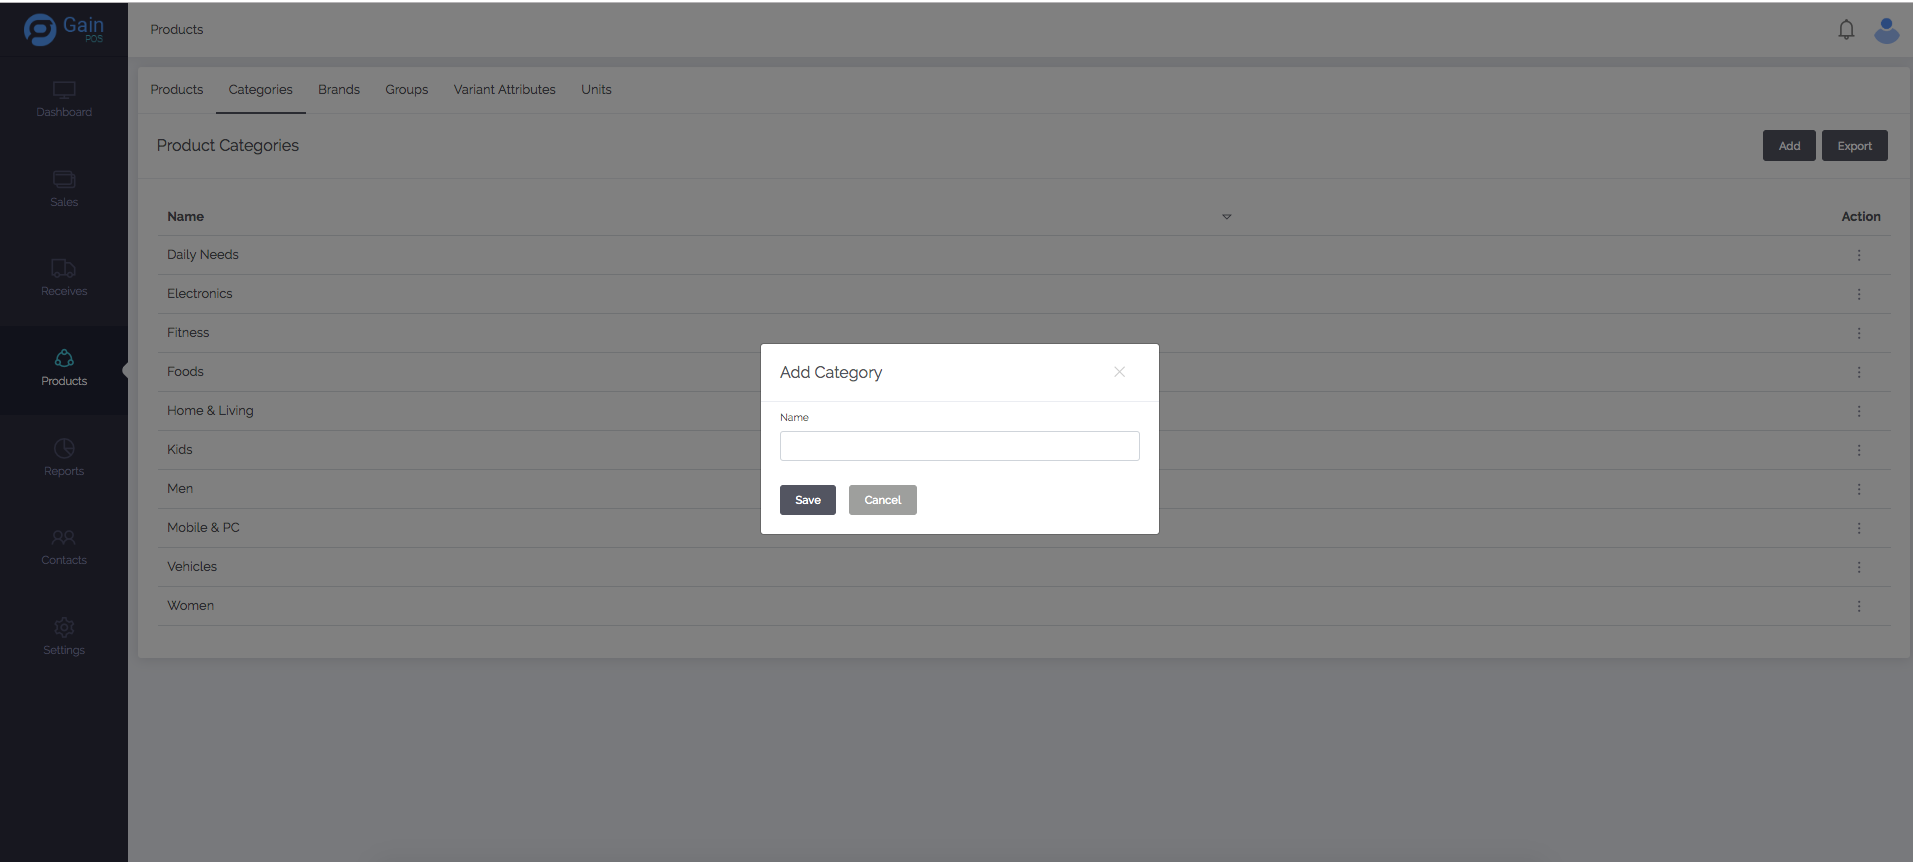 Gain
POS
Products
Dashboard
Sales
Receives
Products
Reports
Contacts
Settings
Products Categories Brands Groups Variant Attributes Units
Product Categories
Add Export
Name Action
Daily Needs
Electronics
Fitness
Foods
Home & Living
Kids
Men
Mobile & PC
Vehicles
Women
Add Category
Name
Save Cancel